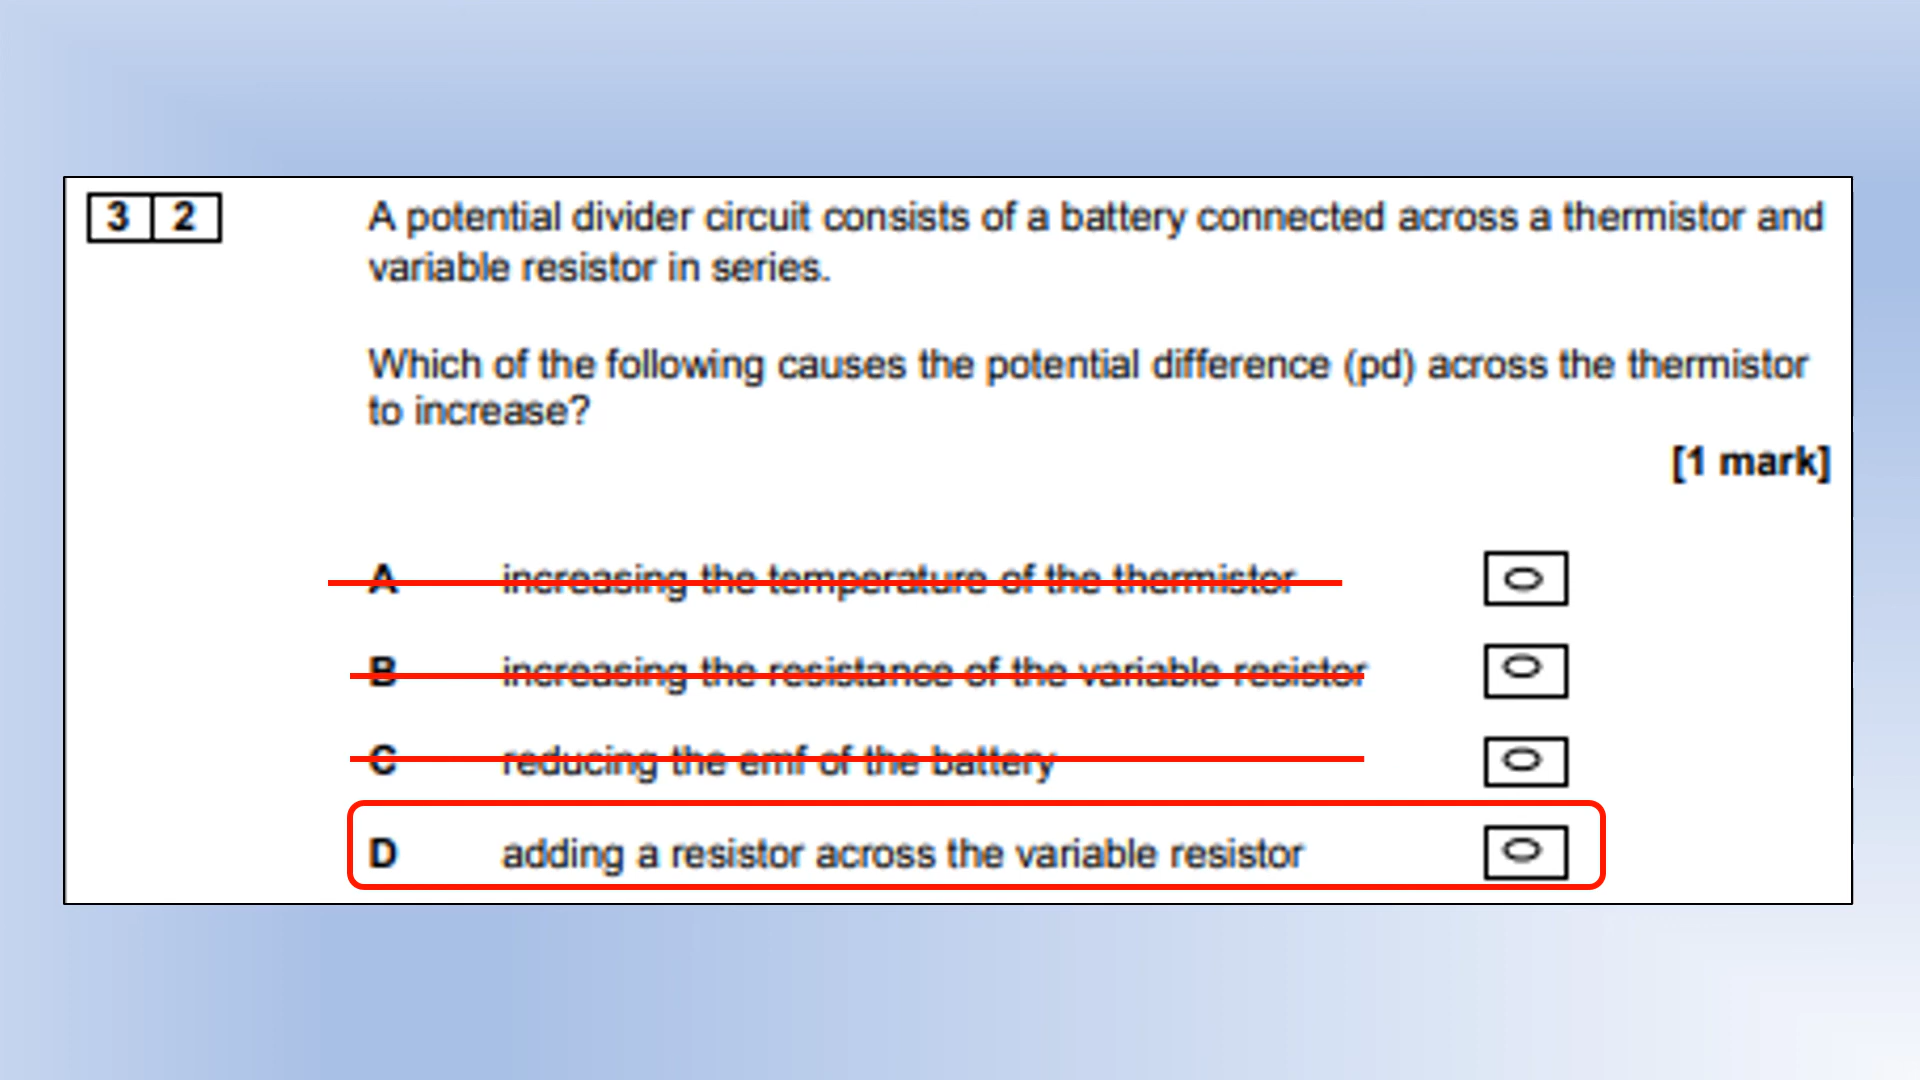 3 2
A potential divider circuit consists of a battery connected across a thermistor and
variable resistor in series.
Which of the following causes the potential difference (pd) across the thermistor
to increase?
[1 mark]
A increasing the temperature of the thermistor
B increasing the resistance of the variable resistor
C reducing the emf of the battery
D adding a resistor across the variable resistor